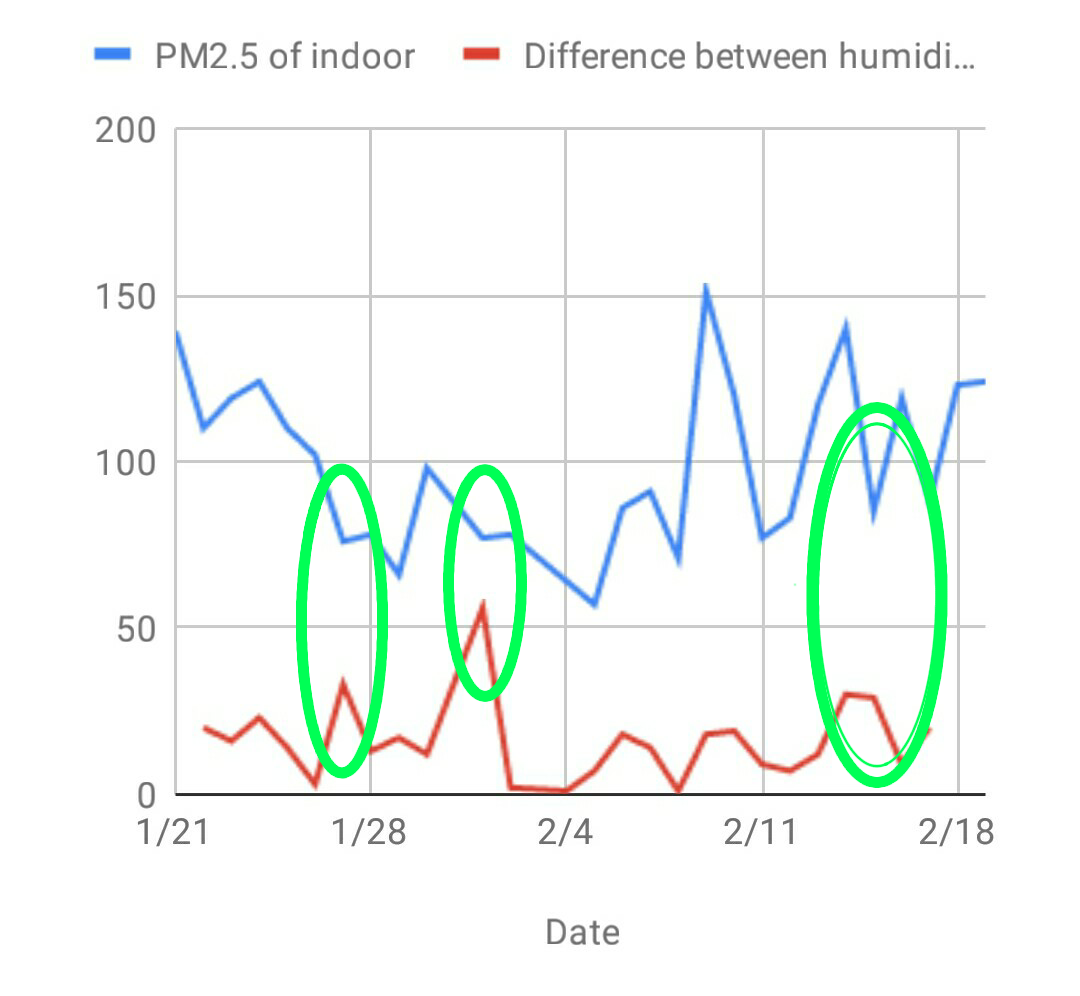 PM2.5 of indoor Difference between humidi...
200
150
100
50
0
1/21 1/28 2/4 2/11 2/18
Date